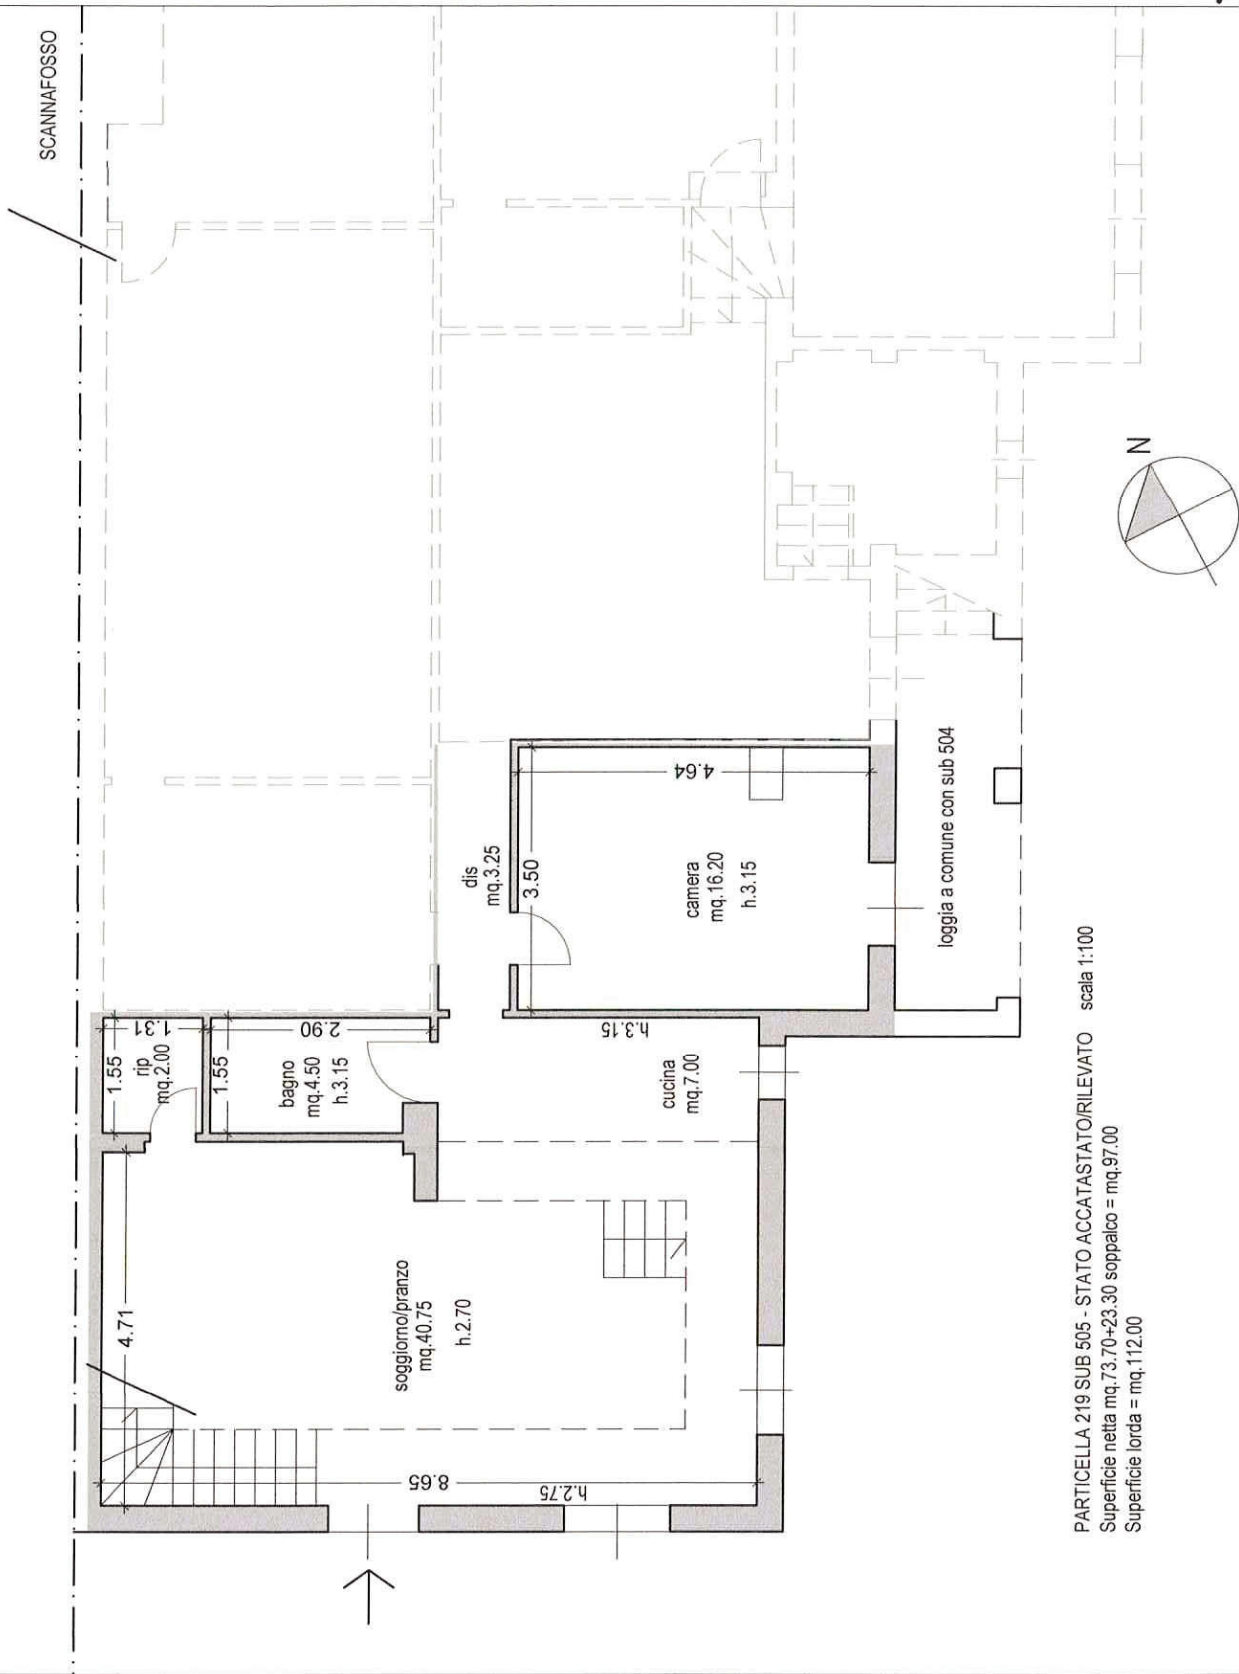 SCANNAFOSSO
1.55
1.31
rip
mq.2.00
1.55
2.90
bagno
mq.4.50
h.3.15
4.71
soggiorno/pranzo
mq.40.75
h.2.70
8.65
h.2.75
h.3.15
cucina
mq.7.00
dis
mq.3.25
3.50
4.64
camera
mq.16.20
h.3.15
loggia a comune con sub 504
N
PARTICELLA 219 SUB 505 - STATO ACCATASTATO/RILEVATO scala 1:100
Superficie netta mq.73.70+23.30 soppalco = mq.97.00
Superficie lorda = mq.112.00